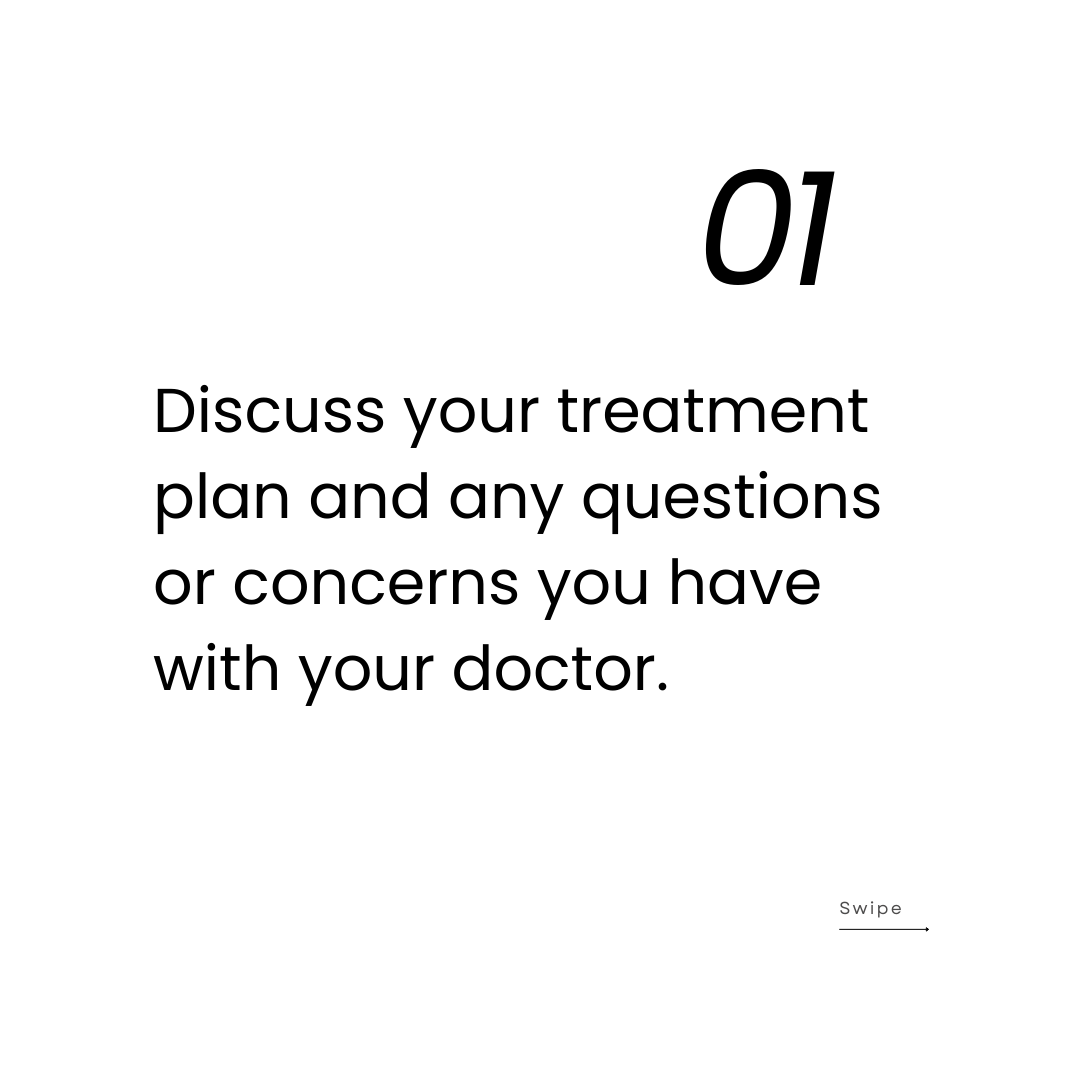 01
Discuss your treatment
plan and any questions
or concerns you have
with your doctor.
Swipe